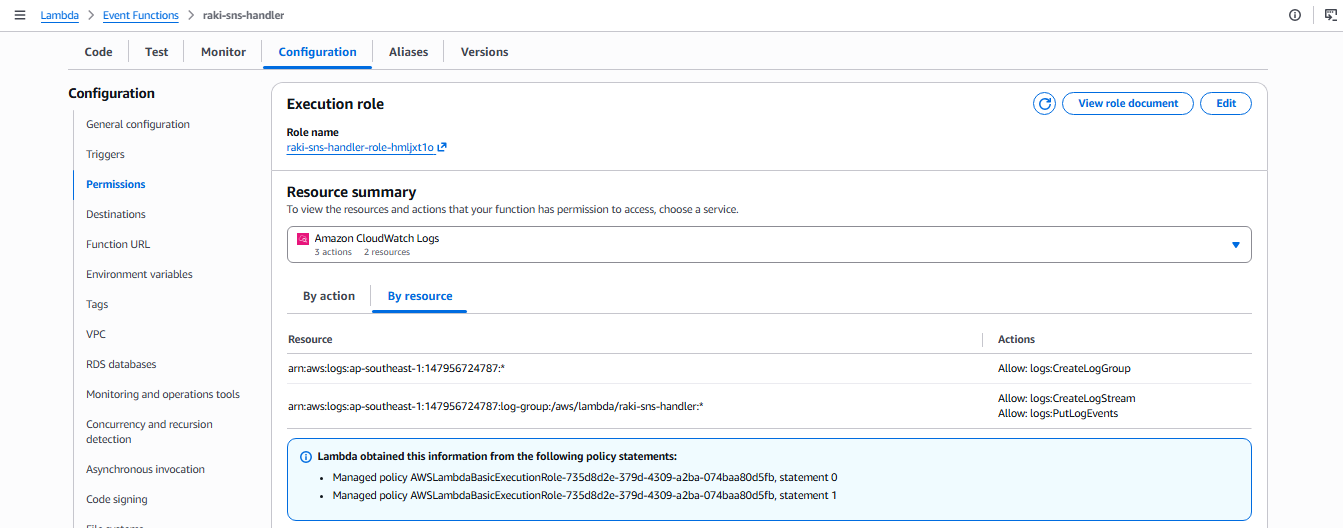 Lambda > Event Functions > raki-sns-handler
Code Test Monitor Configuration Aliases Versions
Configuration
General configuration
Triggers
Permissions
Destinations
Function URL
Environment variables
Tags
VPC
RDS databases
Monitoring and operations tools
Concurrency and recursion
detection
Asynchronous invocation
Code signing
File systems
Execution role
View role document Edit
Role name
raki-sns-handler-role-hmljxt1o
Resource summary
To view the resources and actions that your function has permission to access, choose a service.
Amazon CloudWatch Logs
3 actions 2 resources
By action By resource
Resource Actions
arn:aws:logs:ap-southeast-1:147956724787:* Allow: logs:CreateLogGroup
arn:aws:logs:ap-southeast-1:147956724787:log-group:/aws/lambda/raki-sns-handler:* Allow: logs:CreateLogStream
Allow: logs:PutLogEvents
Lambda obtained this information from the following policy statements:
• Managed policy AWSLambdaBasicExecutionRole-735d8d2e-379d-4309-a2ba-074baa80d5fb, statement 0
• Managed policy AWSLambdaBasicExecutionRole-735d8d2e-379d-4309-a2ba-074baa80d5fb, statement 1